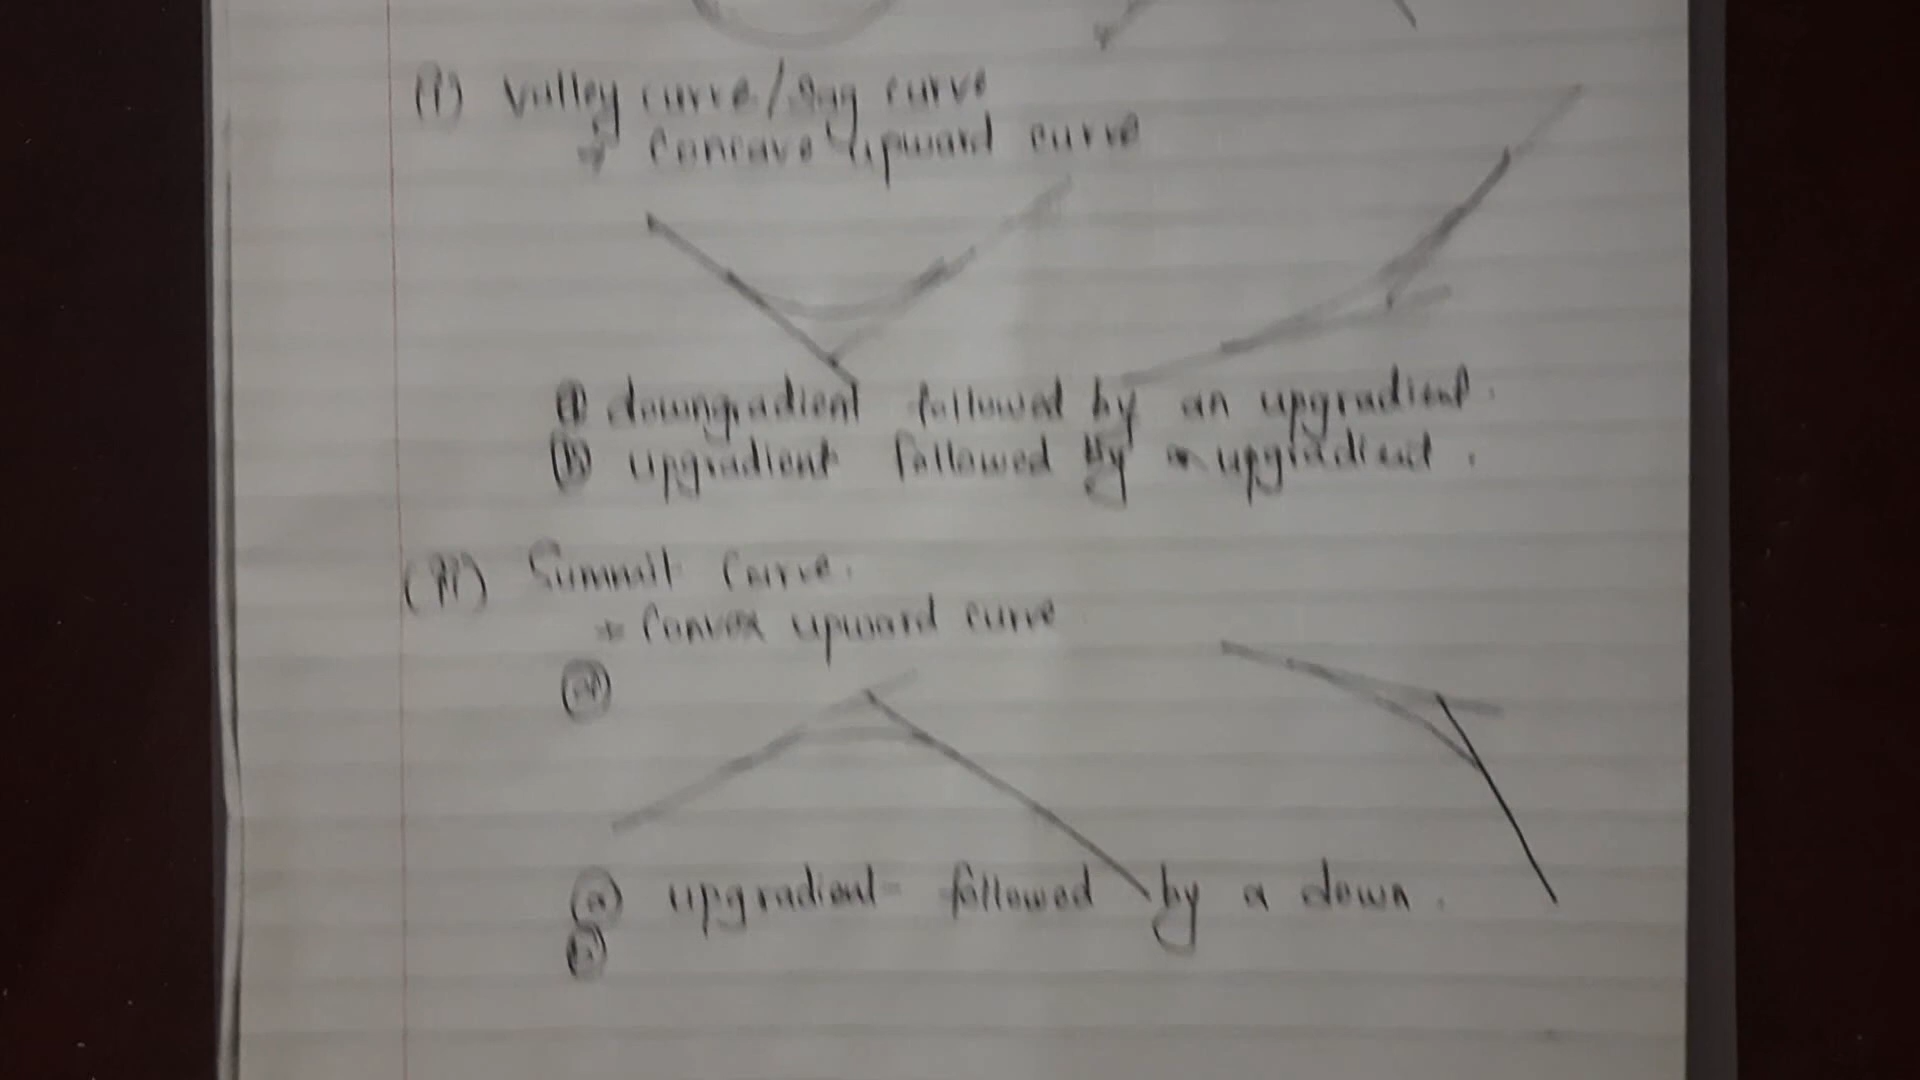 (i) Valley curve/sag curve
→ Concave upward curve
(a) downgradient followed by an upgradient.
(b) upgradient followed by a upgradient.
(ii) Summit Curve.
→ Convex upward curve
(a)
(a) upgradient followed by a down.
(b)